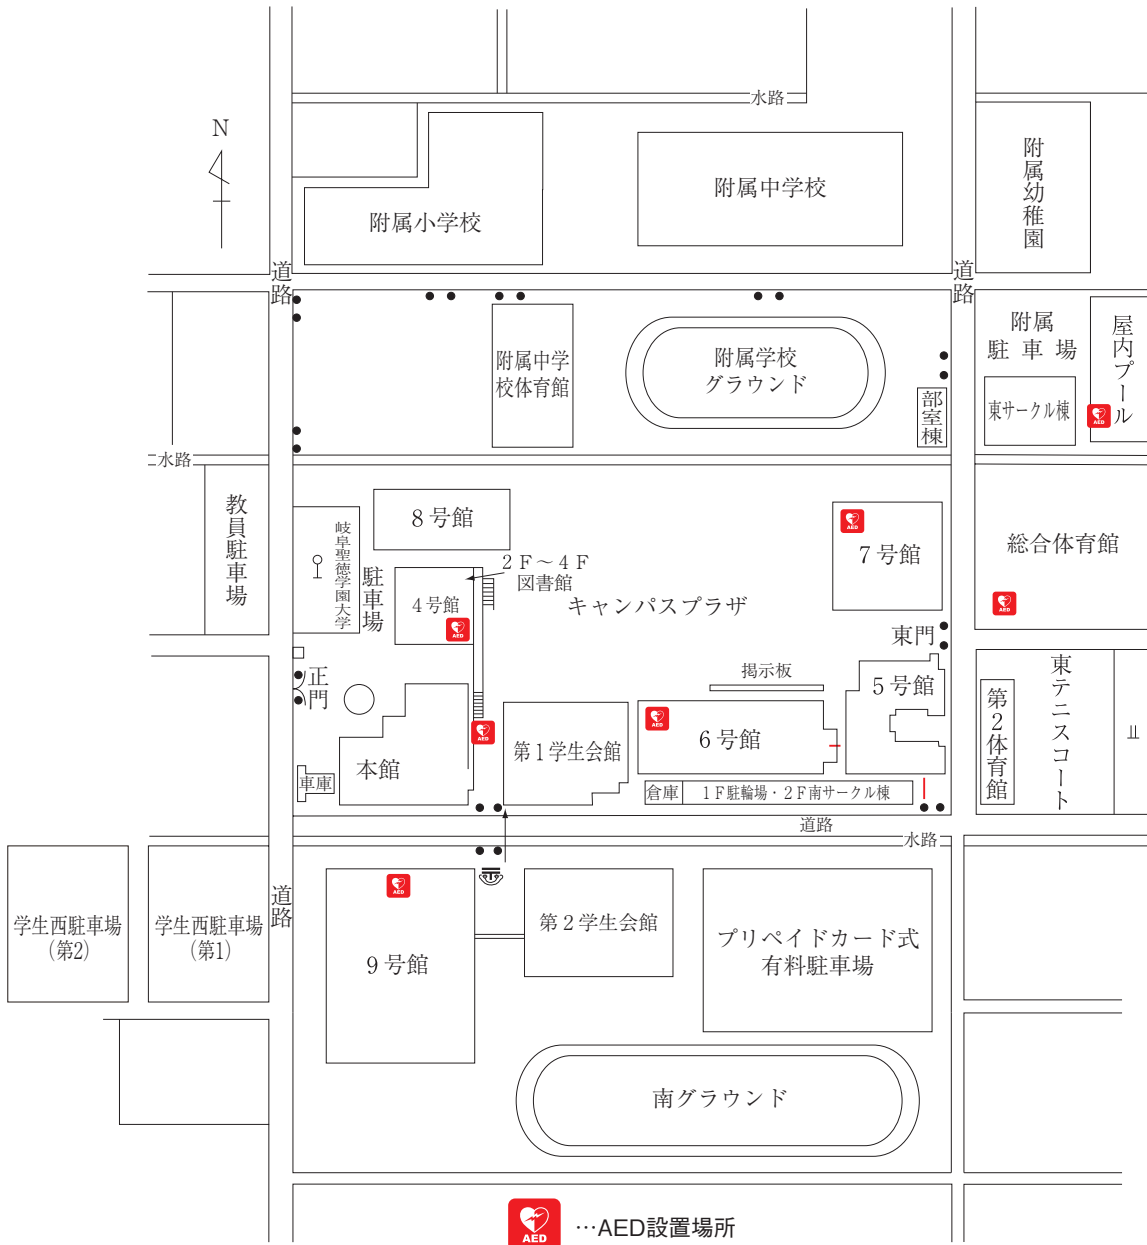 水路
N
附属小学校
附属中学校
附属幼稚園
道路
道路
附属中学
校体育館
附属学校
グラウンド
部室棟
附属
駐車場
東サークル棟
屋内プール
AED
水路
教員駐車場
岐阜聖徳学園大学
駐車場
8号館
2F～4F
図書館
4号館
AED
キャンパスプラザ
AED
7号館
総合体育館
AED
東門
正門
掲示板
5号館
AED
6号館
AED
第1学生会館
本館
車庫
倉庫
1F駐輪場・2F南サークル棟
第2体育館
東テニスコート
道路
水路
道路
学生西駐車場
(第2)
学生西駐車場
(第1)
AED
9号館
第2学生会館
プリペイドカード式
有料駐車場
南グラウンド
AED
…AED設置場所